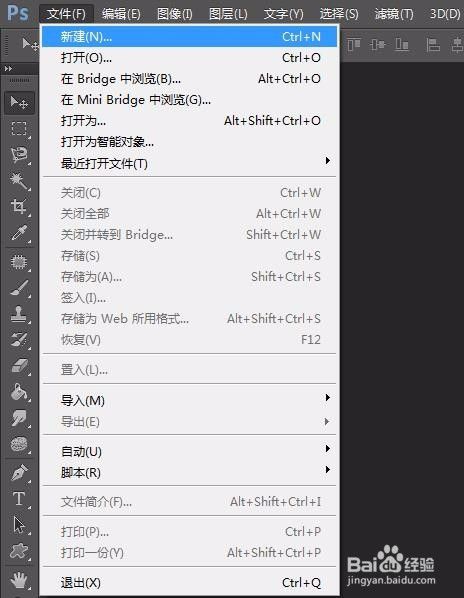 Ps 文件(F) 编辑(E) 图像(I) 图层(L) 文字(Y) 选择(S) 滤镜(T) 3D(D)
新建(N)... Ctrl+N
打开(O)... Ctrl+O
在 Bridge 中浏览(B)... Alt+Ctrl+O
在 Mini Bridge 中浏览(G)...
打开为... Alt+Shift+Ctrl+O
打开为智能对象...
最近打开文件(T)
关闭(C) Ctrl+W
关闭全部 Alt+Ctrl+W
关闭并转到 Bridge... Shift+Ctrl+W
存储(S) Ctrl+S
存储为(A)... Shift+Ctrl+S
签入(I)...
存储为 Web 所用格式... Alt+Shift+Ctrl+S
恢复(V) F12
置入(L)...
导入(M)
导出(E)
自动(U)
脚本(R)
文件简介(F)... Alt+Shift+Ctrl+I
打印(P)... Ctrl+P
打印一份(Y) Alt+Shift+Ctrl+P
退出(X) Ctrl+Q
Baidu 经验
jingyan.baidu.com